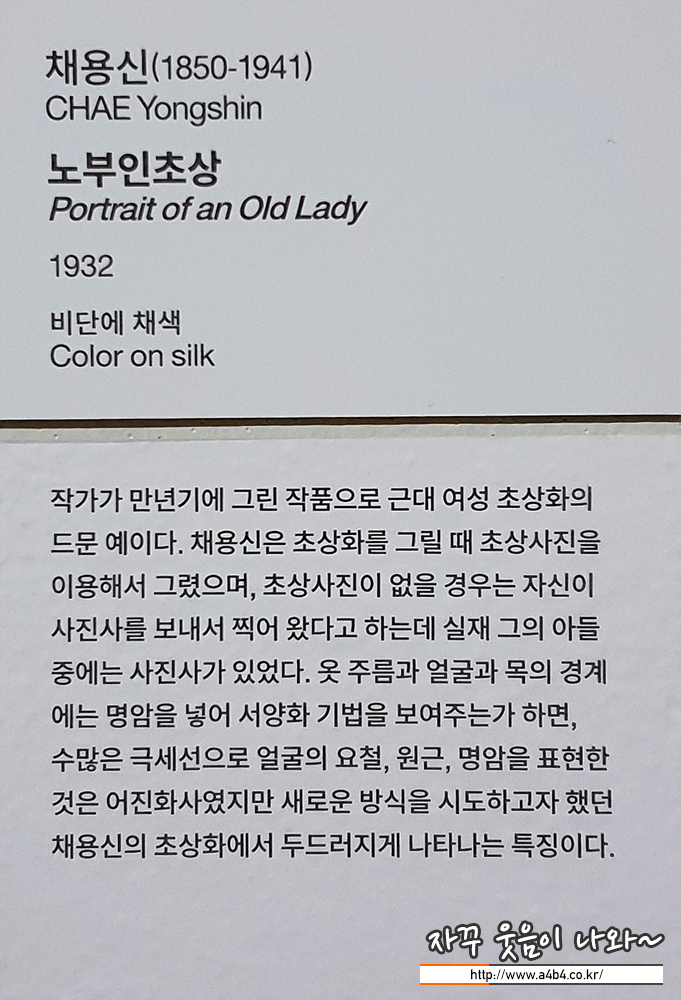 채용신(1850-1941)
CHAE Yongshin
노부인초상
Portrait of an Old Lady
1932
비단에 채색
Color on silk
작가가 만년기에 그린 작품으로 근대 여성 초상화의
드문 예이다. 채용신은 초상화를 그릴 때 초상사진을
이용해서 그렸으며, 초상사진이 없을 경우는 자신이
사진사를 보내서 찍어 왔다고 하는데 실재 그의 아들
중에는 사진사가 있었다. 옷 주름과 얼굴과 목의 경계
에는 명암을 넣어 서양화 기법을 보여주는가 하면,
수많은 극세선으로 얼굴의 요철, 원근, 명암을 표현한
것은 어진화사였지만 새로운 방식을 시도하고자 했던
채용신의 초상화에서 두드러지게 나타나는 특징이다.
자꾸 웃음이 나와~
http://www.a4b4.co.kr/